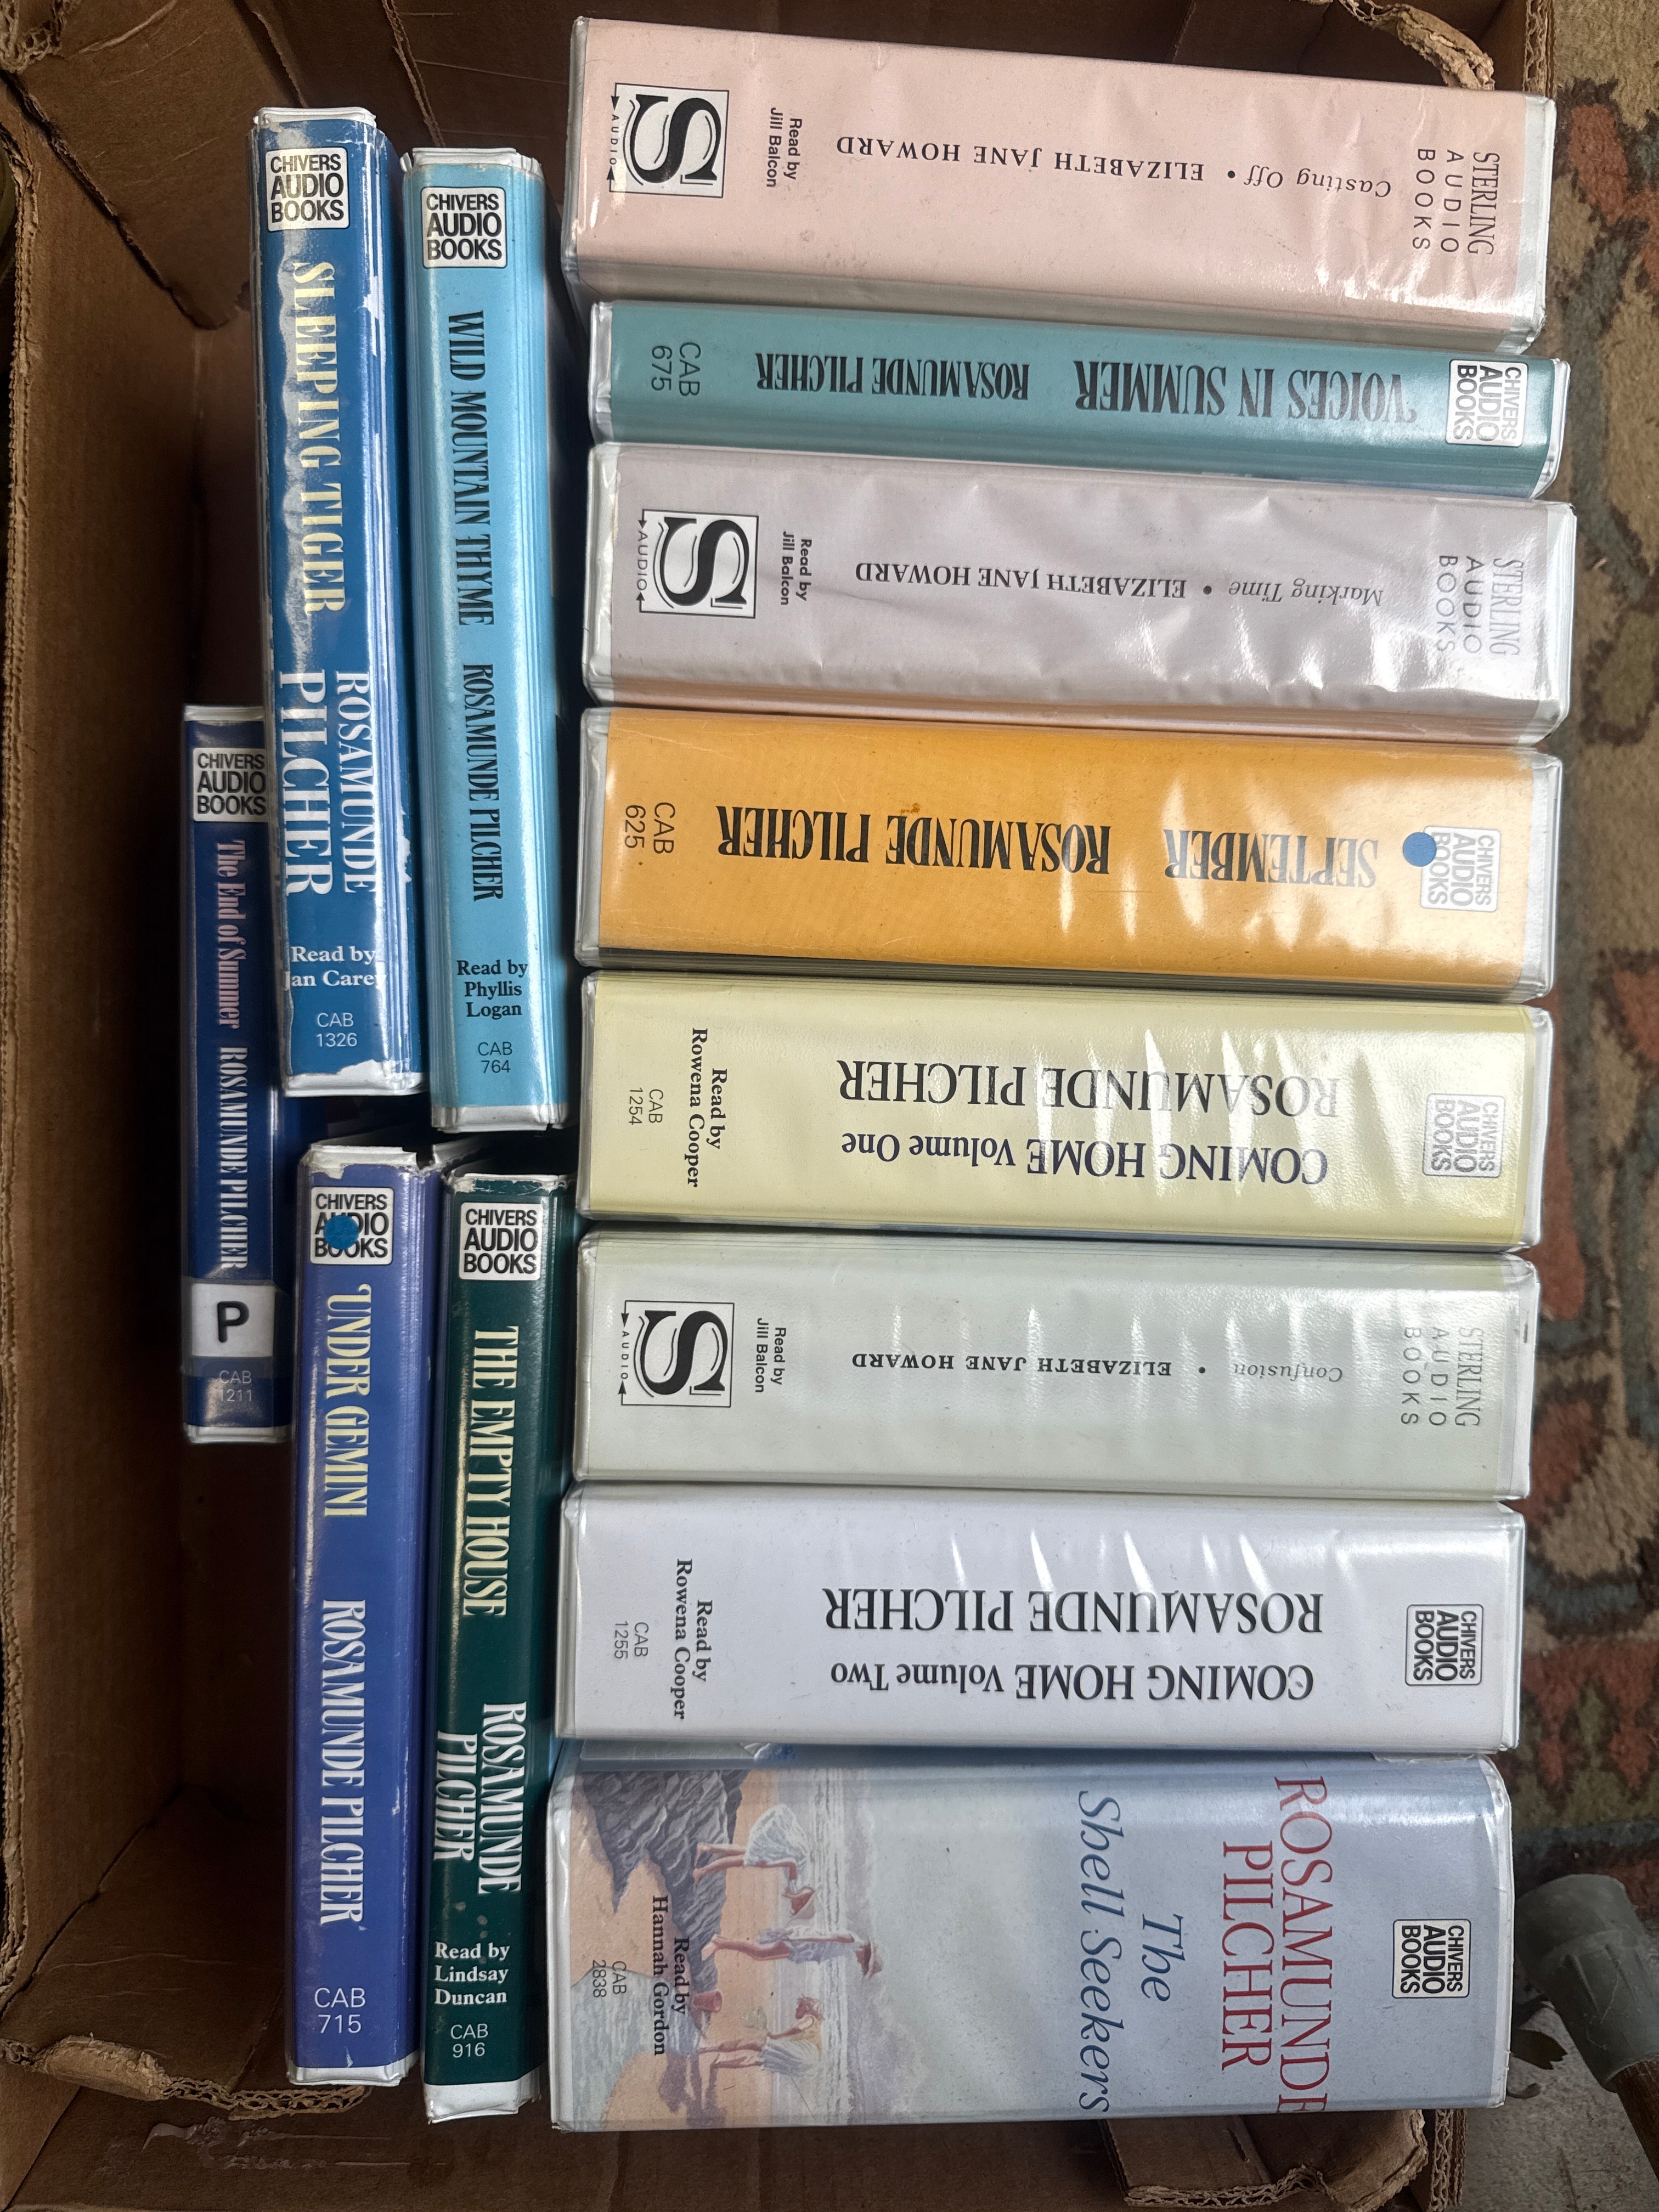 CHIVERS
AUDIO
BOOKS
SLEEPING TIGER
ROSAMUNDE
PILCHER
Read by
Jan Carey
CAB
1326
CHIVERS
AUDIO
BOOKS
WILD MOUNTAIN THYME
ROSAMUNDE PILCHER
Read by
Phyllis
Logan
CAB
764
CHIVERS
AUDIO
BOOKS
The End of Summer
ROSAMUNDE PILCHER
P
CAB
1211
CHIVERS
AUDIO
BOOKS
UNDER GEMINI
ROSAMUNDE PILCHER
CAB
715
CHIVERS
AUDIO
BOOKS
THE EMPTY HOUSE
ROSAMUNDE
PILCHER
Read by
Lindsay
Duncan
CAB
916
STERLING
AUDIO
BOOKS
Casting Off • ELIZABETH JANE HOWARD
Read by
Jill Balcon
S
AUDIO
CHIVERS
AUDIO
BOOKS
VOICES IN SUMMER
ROSAMUNDE PILCHER
CAB
675
STERLING
AUDIO
BOOKS
Marking Time • ELIZABETH JANE HOWARD
Read by
Jill Balcon
S
AUDIO
CHIVERS
AUDIO
BOOKS
SEPTEMBER
ROSAMUNDE PILCHER
CAB
625
CHIVERS
AUDIO
BOOKS
COMING HOME Volume One
ROSAMUNDE PILCHER
Read by
Rowena Cooper
CAB
1254
STERLING
AUDIO
BOOKS
Confusion • ELIZABETH JANE HOWARD
Read by
Jill Balcon
S
AUDIO
CHIVERS
AUDIO
BOOKS
COMING HOME Volume Two
ROSAMUNDE PILCHER
Read by
Rowena Cooper
CAB
1255
CHIVERS
AUDIO
BOOKS
ROSAMUNDE
PILCHER
The
Shell Seekers
Read by
Hannah Gordon
CAB
2838